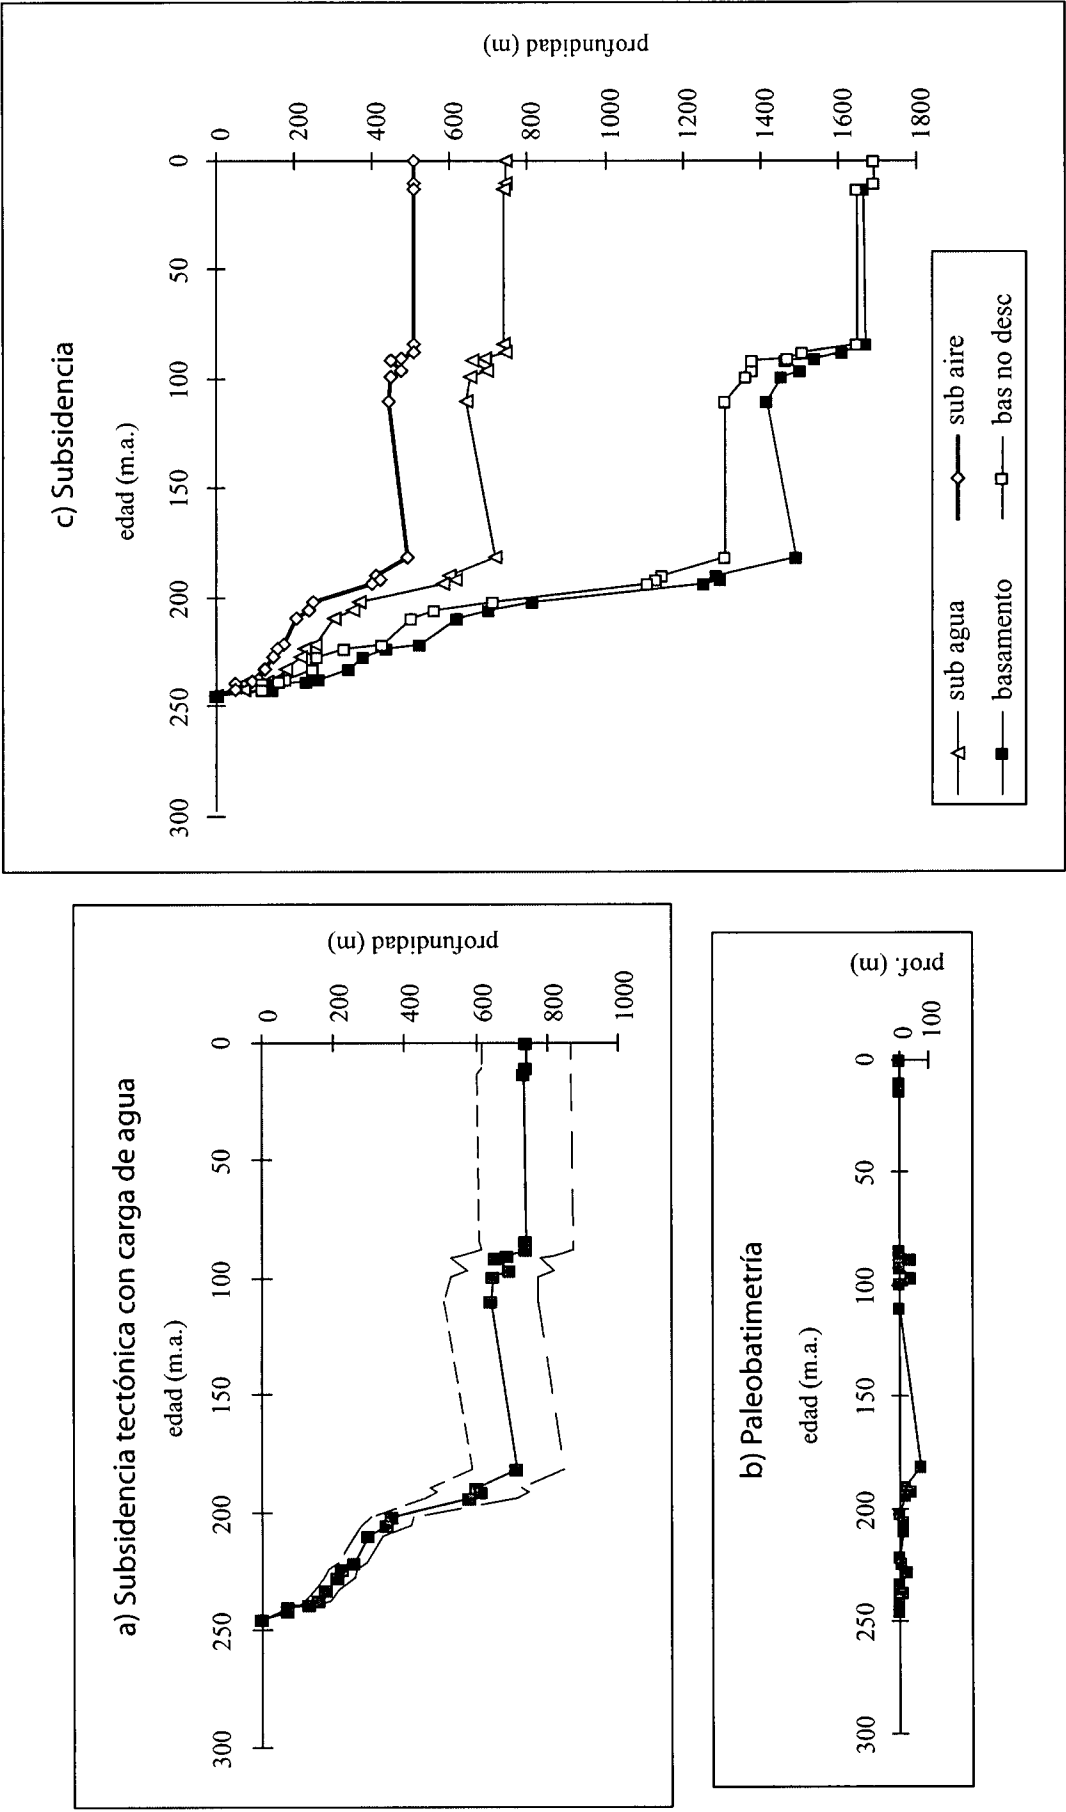 a) Subsidencia tectónica con carga de agua
edad (m.a.)
300 250 200 150 100 50 0
0
200
400
600
800
1000
profundidad (m)
b) Paleobatimetría
edad (m.a.)
300 250 200 150 100 50 0
0
100
prof. (m)
c) Subsidencia
edad (m.a.)
300 250 200 150 100 50 0
0
200
400
600
800
1000
1200
1400
1600
1800
profundidad (m)
sub agua sub aire
basamento bas no desc